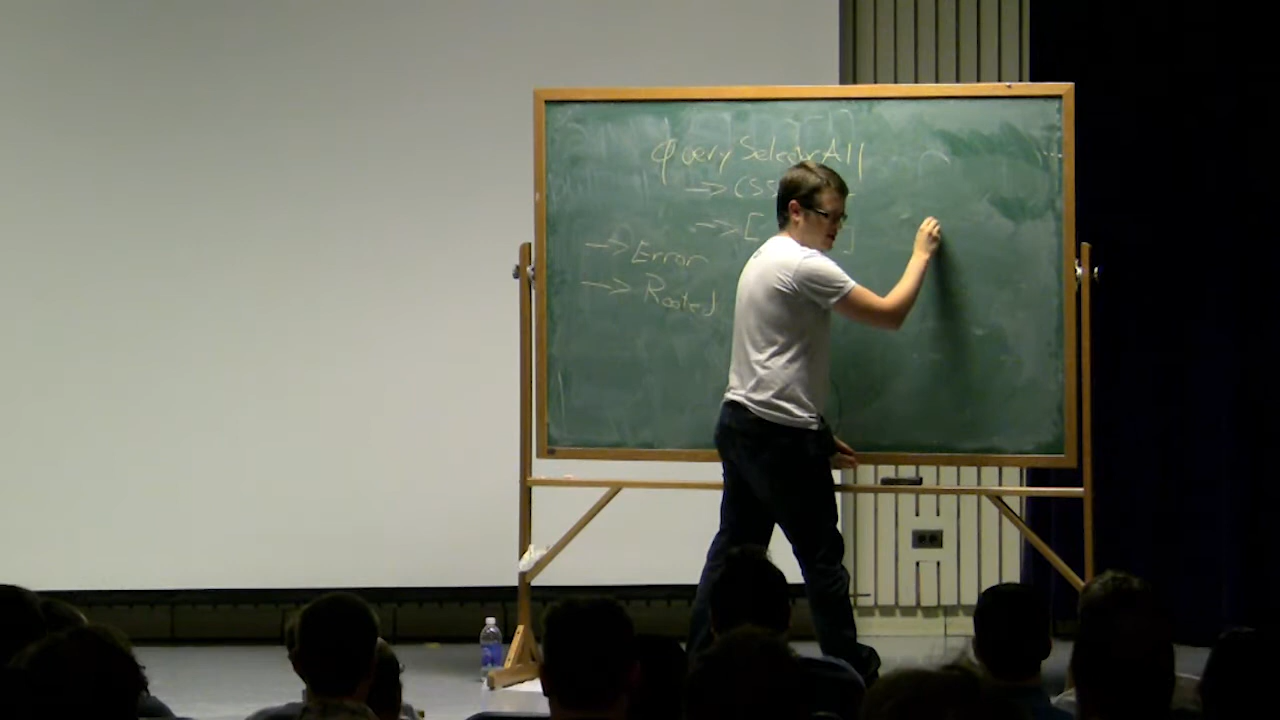 QuerySelectorAll
→ CSS
→ [ ]
→ Error
→ Rooted